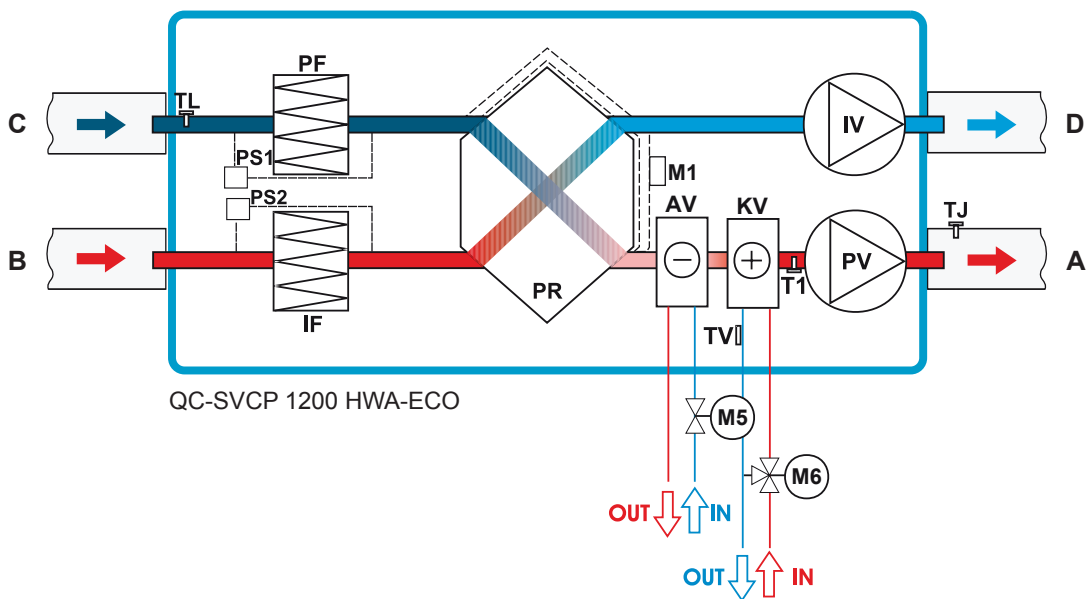 PF
TL
C
IV
D
PS1
M1
PS2
AV
KV
TJ
B
PV
A
T1
PR
IF
TV
QC-SVCP 1200 HWA-ECO
M5
M6
OUT
IN
OUT
IN